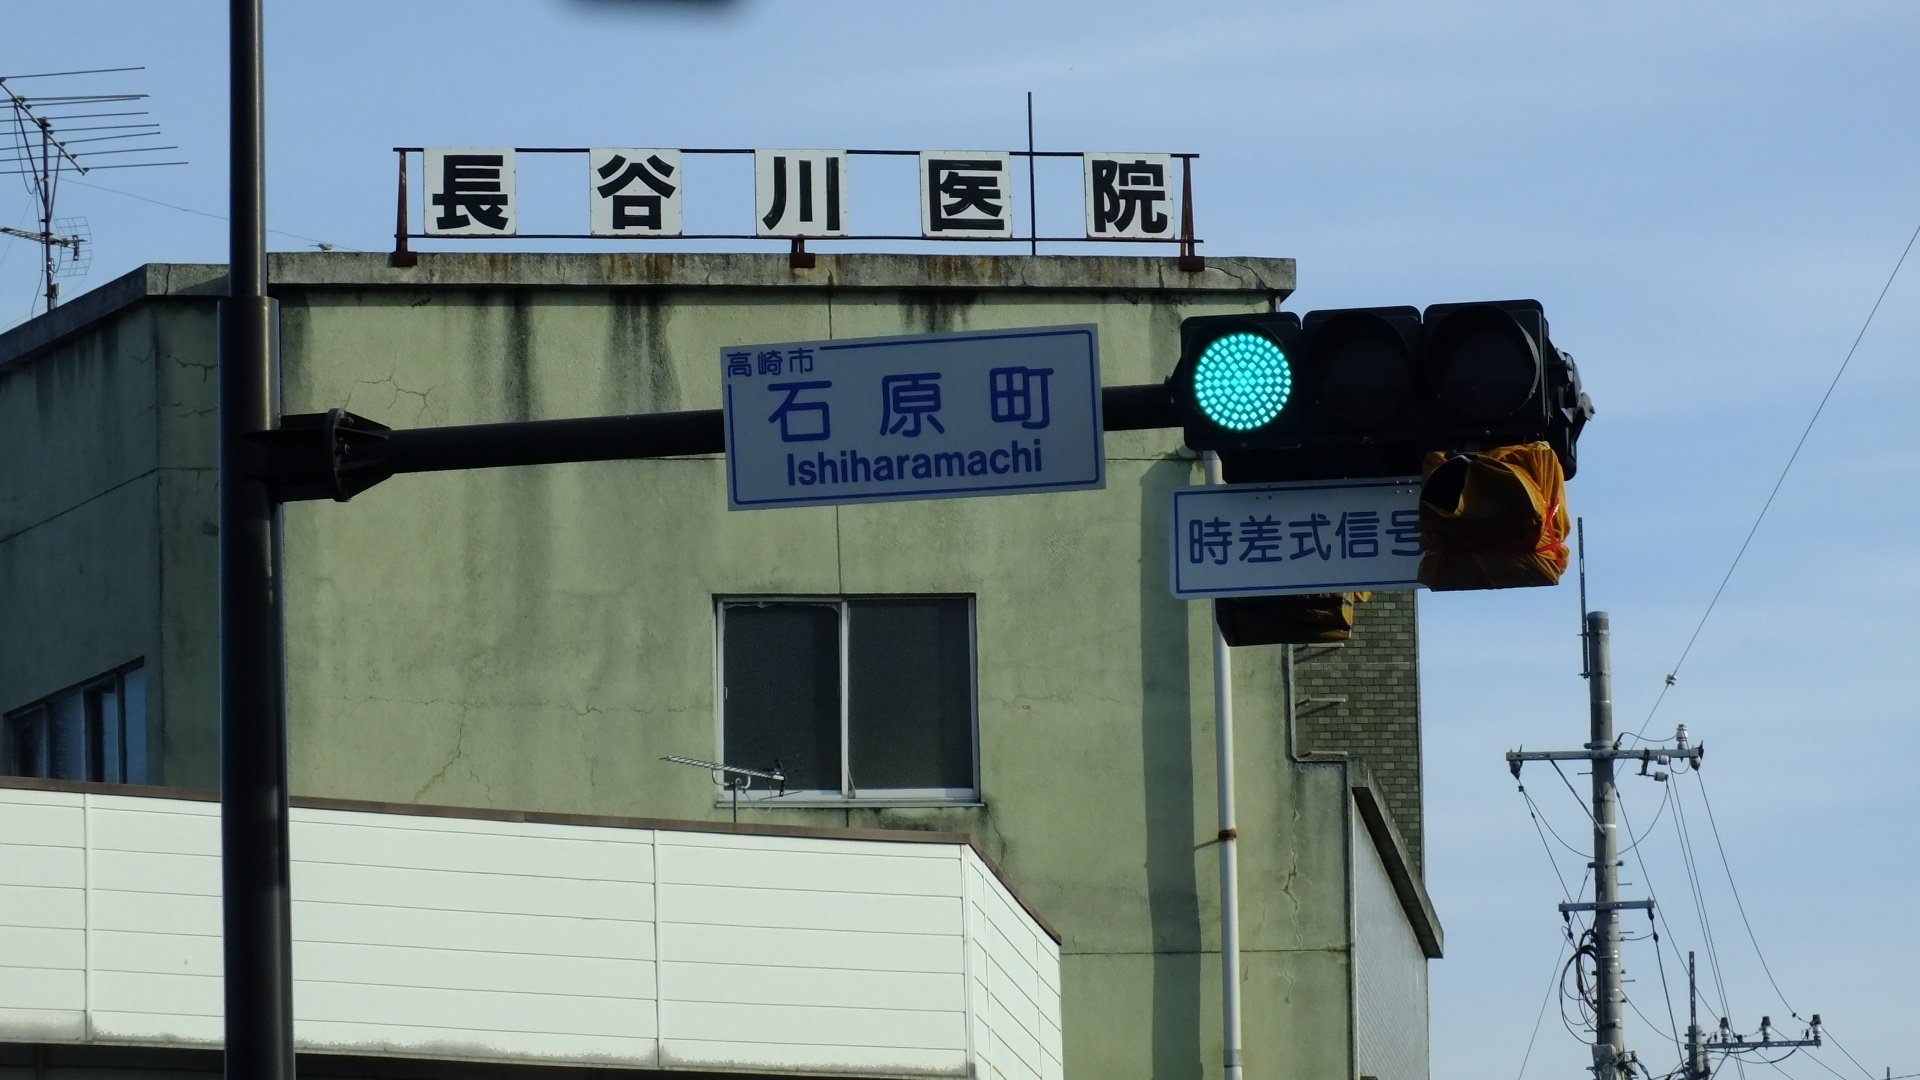 長谷川医院
高崎市
石原町
Ishiharamachi
時差式信号